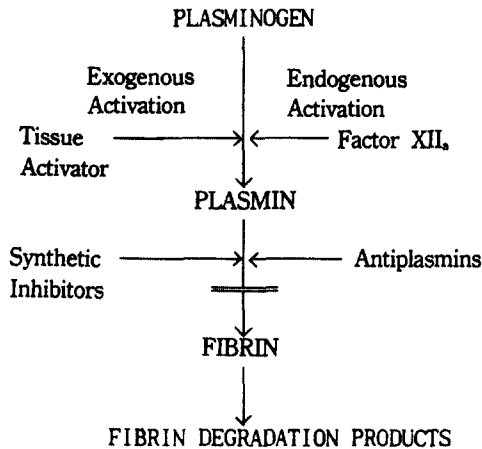 PLASMINOGEN
Exogenous
Activation
Endogenous
Activation
Tissue
Activator
Factor XIIa
PLASMIN
Synthetic
Inhibitors
Antiplasmins
FIBRIN
FIBRIN DEGRADATION PRODUCTS